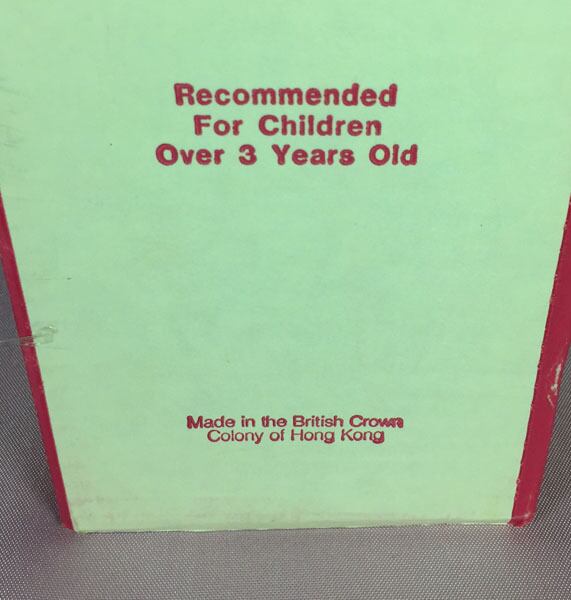 Recommended
For Children
Over 3 Years Old
Made in the British Crown
Colony of Hong Kong